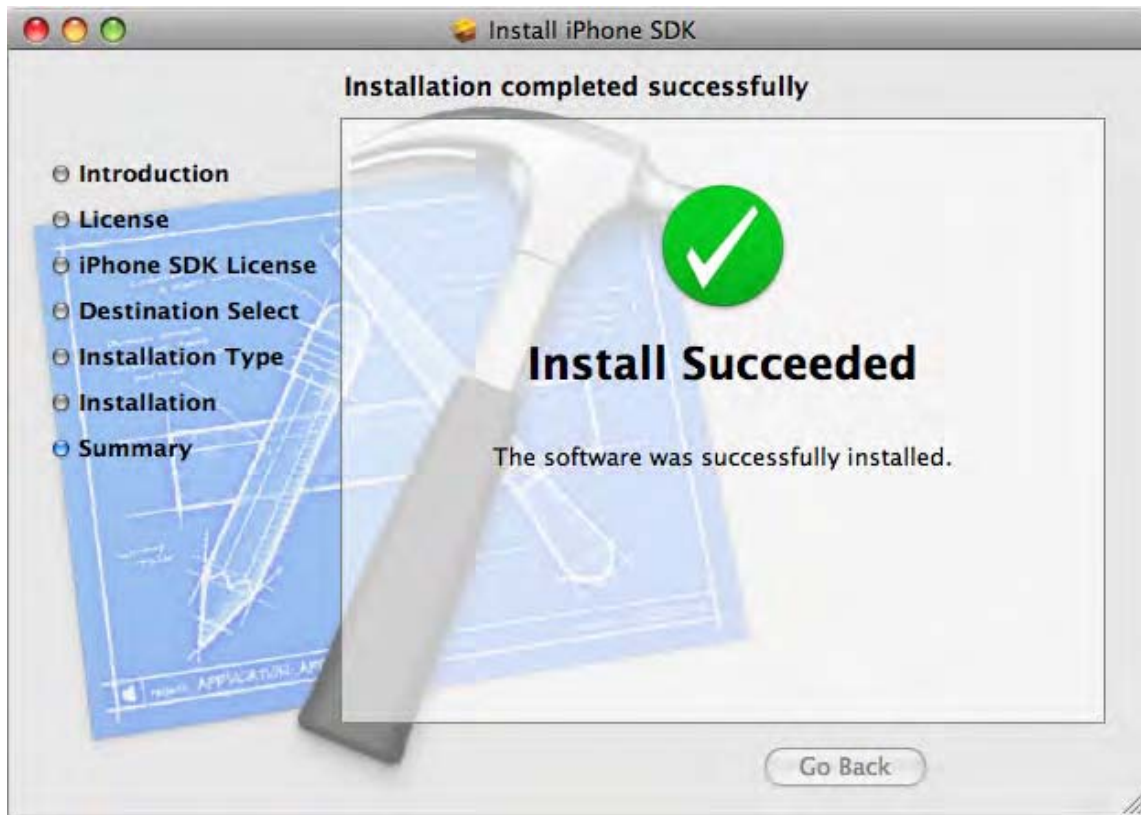 Install iPhone SDK
Installation completed successfully
Introduction
License
iPhone SDK License
Destination Select
Installation Type
Installation
Summary
Install Succeeded
The software was successfully installed.
APPLICATION
Go Back